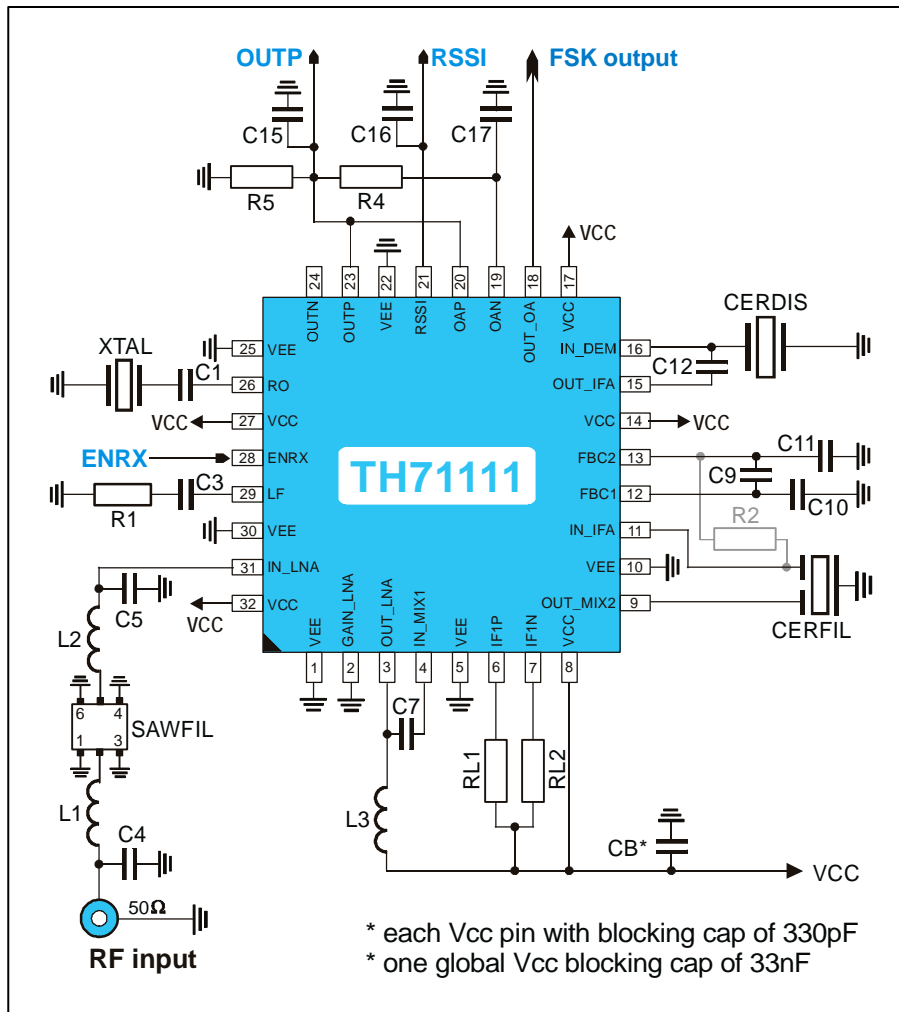 OUTP RSSI FSK output
C15 C16 C17
R5 R4
VCC
24 23 22 21 20 19 18 17
OUTN OUTP VEE RSSI OAP OAN OUT_OA VCC
CERDIS
XTAL
C1
25 VEE
26 RO
VCC 27 VCC
ENRX 28 ENRX
R1 C3 29 LF
30 VEE
31 IN_LNA
C5
VCC 32 VCC
TH71111
IN_DEM 16
C12
OUT_IFA 15
VCC 14 VCC
FBC2 13 C11
C9
FBC1 12 C10
R2
IN_IFA 11
VEE 10
OUT_MIX2 9
CERFIL
VEE GAIN_LNA OUT_LNA IN_MIX1 VEE IF1P IF1N VCC
1 2 3 4 5 6 7 8
L2
6 4
1 3
SAWFIL
C7
RL1 RL2
L1
L3
C4
CB*
VCC
50Ω
RF input
* each Vcc pin with blocking cap of 330pF
* one global Vcc blocking cap of 33nF